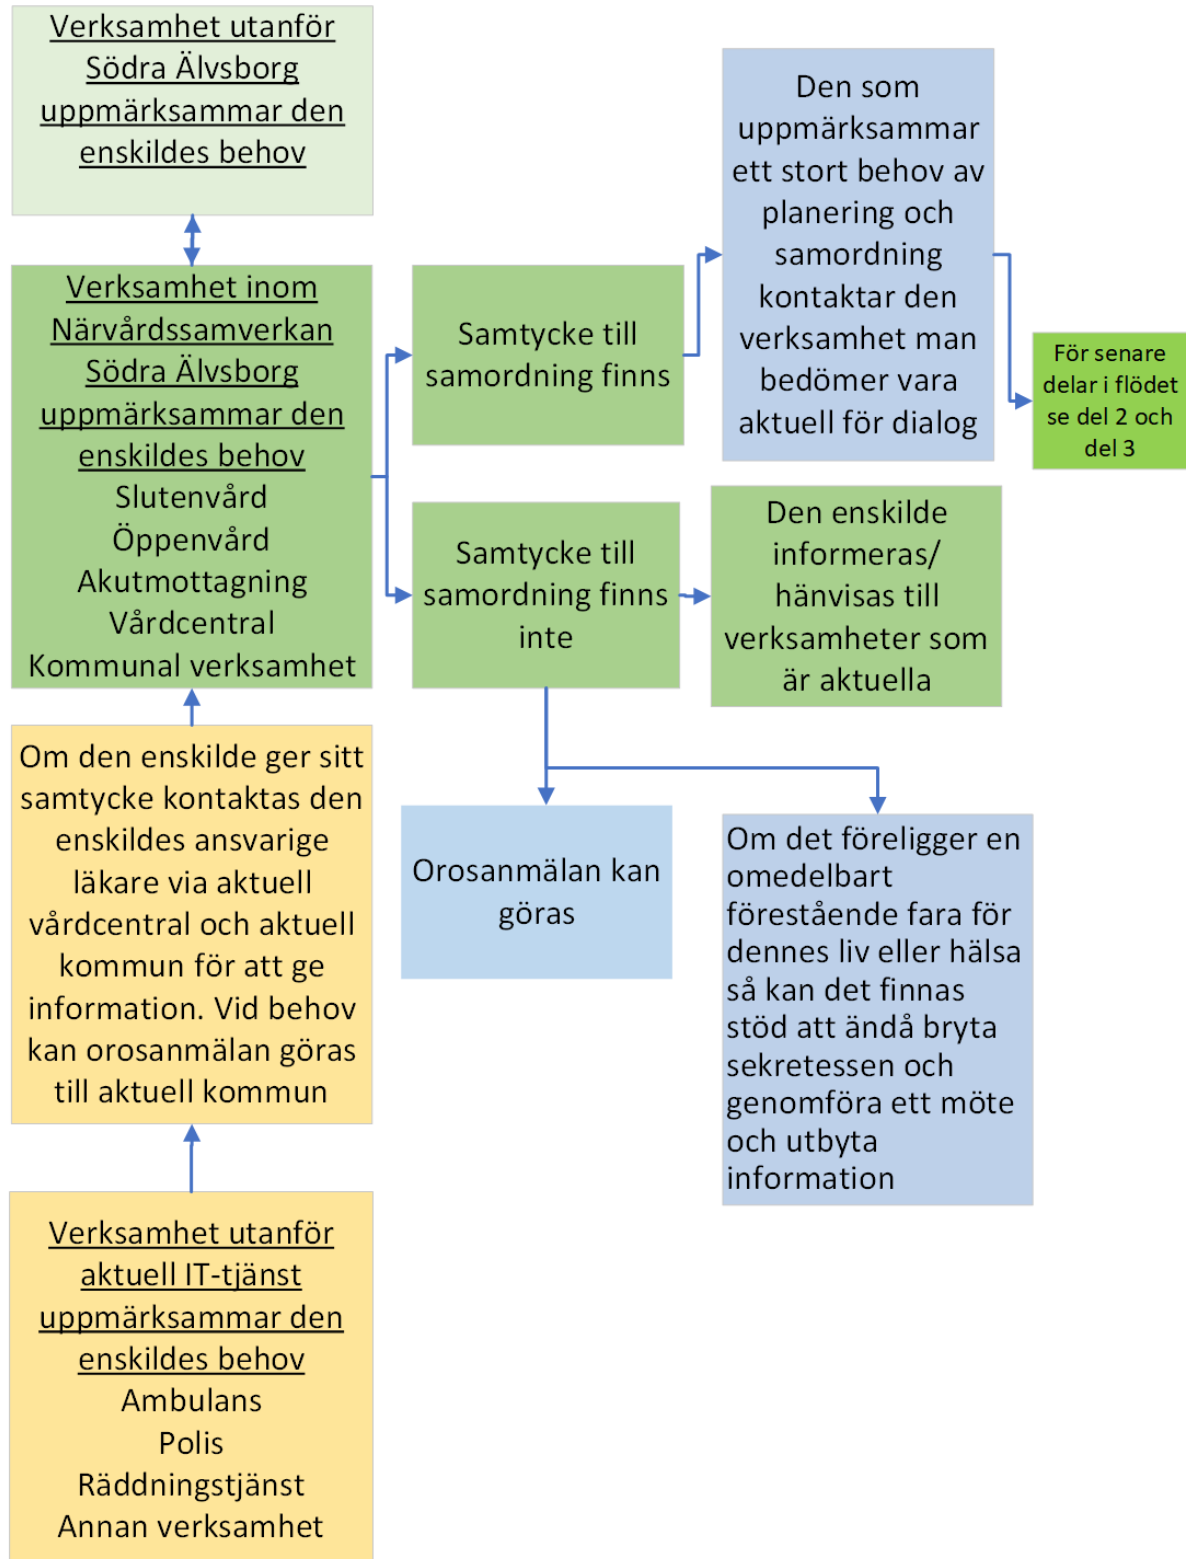 Verksamhet utanför
Södra Älvsborg
uppmärksammar den
enskildes behov
Verksamhet inom
Närvårdssamverkan
Södra Älvsborg
uppmärksammar den
enskildes behov
Slutenvård
Öppenvård
Akutmottagning
Vårdcentral
Kommunal verksamhet
Om den enskilde ger sitt
samtycke kontaktas den
enskildes ansvarige
läkare via aktuell
vårdcentral och aktuell
kommun för att ge
information. Vid behov
kan orosanmälan göras
till aktuell kommun
Verksamhet utanför
aktuell IT-tjänst
uppmärksammar den
enskildes behov
Ambulans
Polis
Räddningstjänst
Annan verksamhet
Samtycke till
samordning finns
Den som
uppmärksammar
ett stort behov av
planering och
samordning
kontaktar den
verksamhet man
bedömer vara
aktuell för dialog
För senare
delar i flödet
se del 2 och
del 3
Samtycke till
samordning finns
inte
Den enskilde
informeras/
hänvisas till
verksamheter som
är aktuella
Orosanmälan kan
göras
Om det föreligger en
omedelbart
förestående fara för
dennes liv eller hälsa
så kan det finnas
stöd att ändå bryta
sekretessen och
genomföra ett möte
och utbyta
information